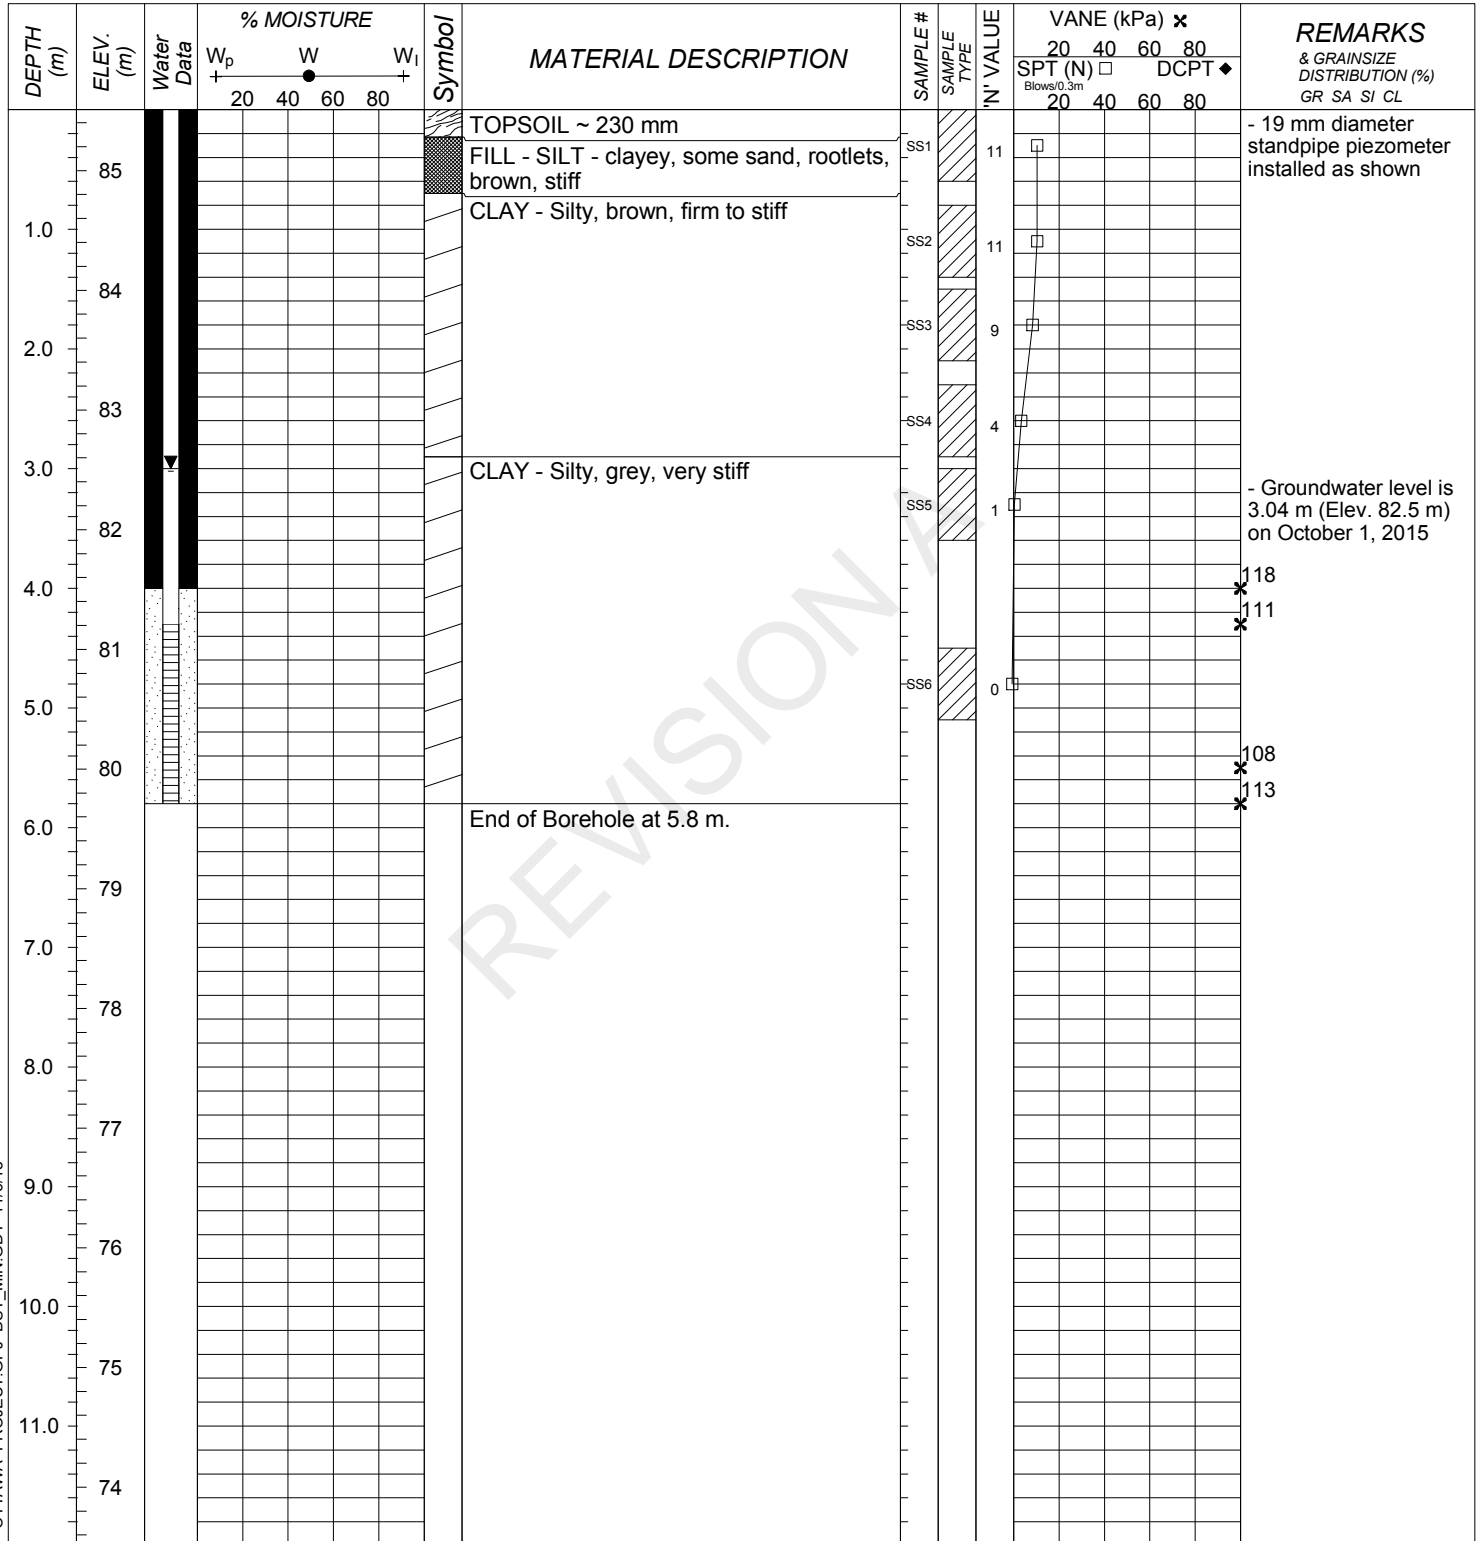 DEPTH (m)
ELEV. (m)
Water Data
% MOISTURE
Wp W Wl
20 40 60 80
Symbol
MATERIAL DESCRIPTION
SAMPLE #
SAMPLE TYPE
'N' VALUE
VANE (kPa)
20 40 60 80
SPT (N) DCPT
Blows/0.3m
20 40 60 80
REMARKS
& GRAINSIZE
DISTRIBUTION (%)
GR SA SI CL
TOPSOIL ~ 230 mm
FILL - SILT - clayey, some sand, rootlets,
brown, stiff
CLAY - Silty, brown, firm to stiff
CLAY - Silty, grey, very stiff
End of Borehole at 5.8 m.
1.0
2.0
3.0
4.0
5.0
6.0
7.0
8.0
9.0
10.0
11.0
85
84
83
82
81
80
79
78
77
76
75
74
SS1 11
SS2 11
SS3 9
SS4 4
SS5 1
SS6 0
- 19 mm diameter
standpipe piezometer
installed as shown
- Groundwater level is
3.04 m (Elev. 82.5 m)
on October 1, 2015
118
111
108
113
REVISION A